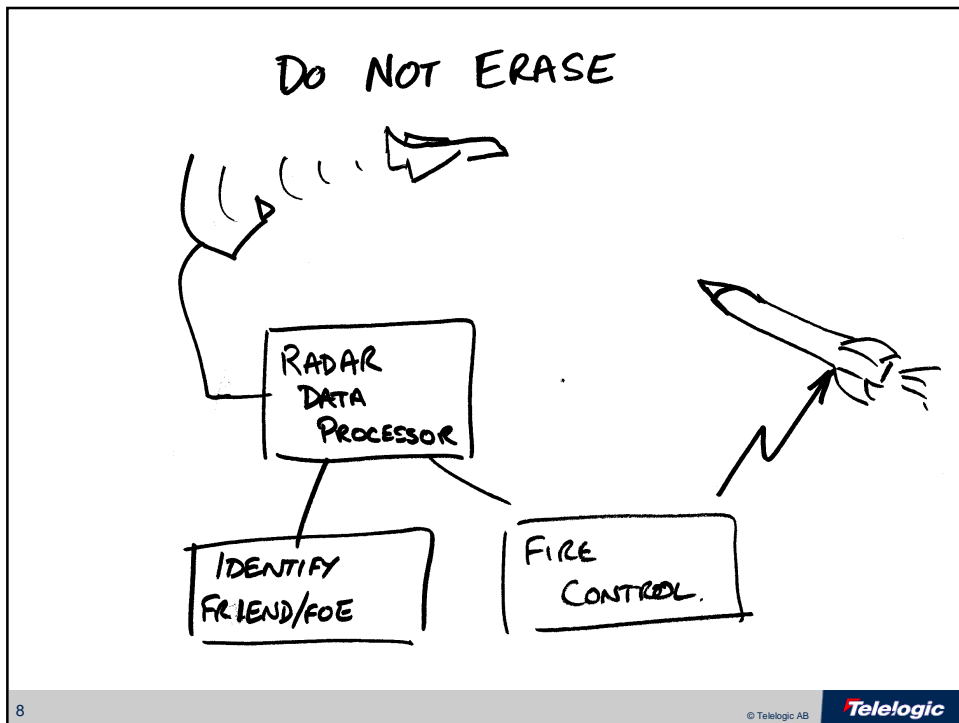 DO NOT ERASE
RADAR
DATA
PROCESSOR
IDENTIFY
FRIEND/FOE
FIRE
CONTROL.
8
© Telelogic AB
Telelogic